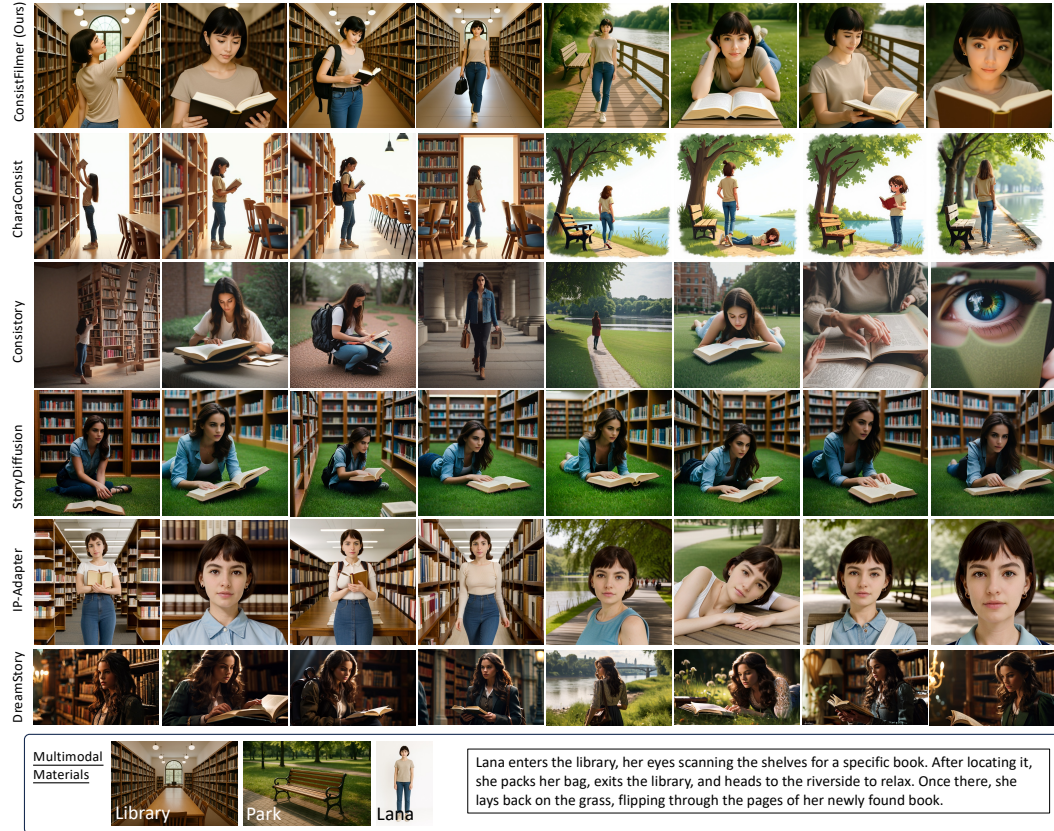 ConsistFilmer (Ours)
CharaConsist
Consistory
StoryDiffusion
IP-Adapter
DreamStory
Multimodal
Materials
Library
Park
Lana
Lana enters the library, her eyes scanning the shelves for a specific book. After locating it,
she packs her bag, exits the library, and heads to the riverside to relax. Once there, she
lays back on the grass, flipping through the pages of her newly found book.